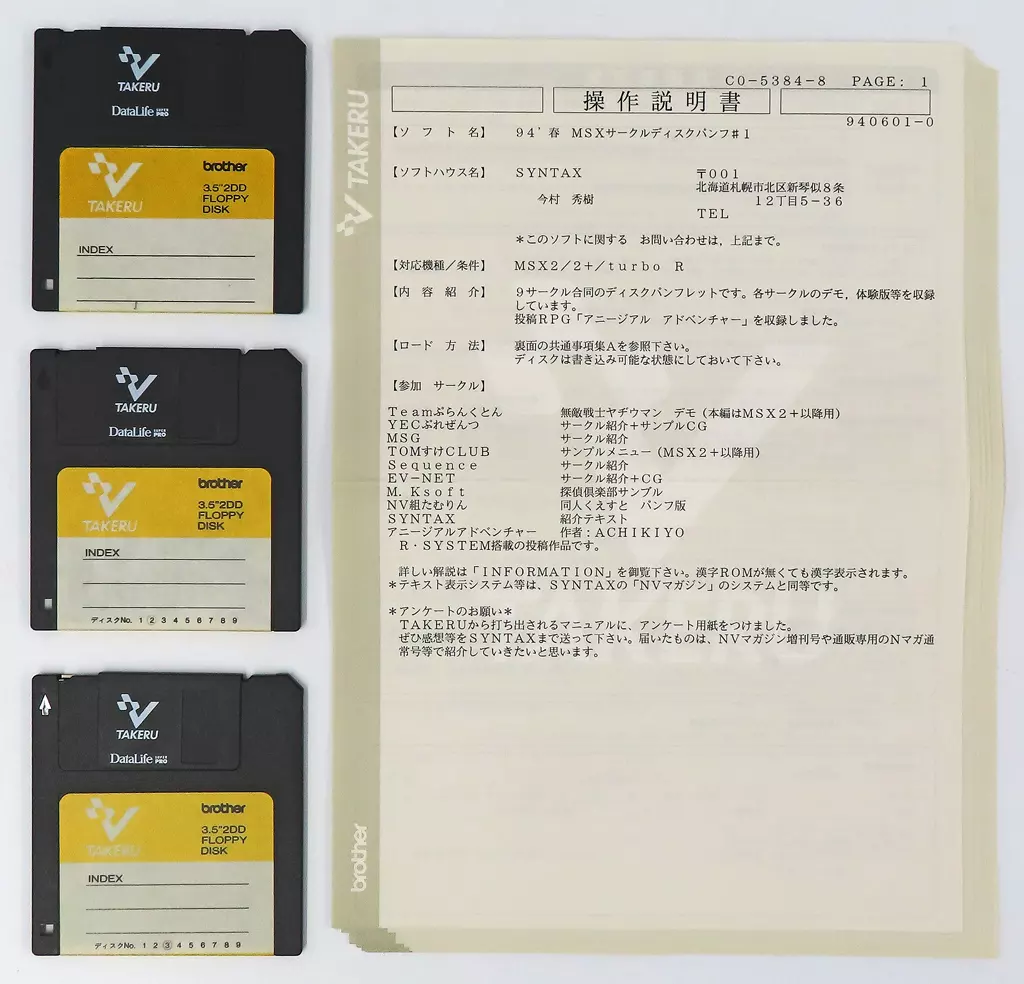 TAKERU
DataLife SUPER PRO
TAKERU
brother
3.5"2DD
FLOPPY
DISK
INDEX
TAKERU
DataLife SUPER PRO
TAKERU
brother
3.5"2DD
FLOPPY
DISK
INDEX
ディスクNo. 1 2 3 4 5 6 7 8 9
TAKERU
DataLife SUPER PRO
TAKERU
brother
3.5"2DD
FLOPPY
DISK
INDEX
ディスクNo. 1 2 3 4 5 6 7 8 9
TAKERU
brother
CO-5384-8 PAGE: 1
操作説明書
940601-0
【ソフト名】 94'春 MSXサークルディスクパンフ♯1
【ソフトハウス名】 SYNTAX 〒001
北海道札幌市北区新琴似8条
今村 秀樹 12丁目5-36
TEL
＊このソフトに関する お問い合わせは，上記まで。
【対応機種／条件】 MSX2／2+／turbo R
【内容紹介】 9サークル合同のディスクパンフレットです。各サークルのデモ，体験版等を収録
しています。
投稿RPG「アニージアル アドベンチャー」を収録しました。
【ロード方法】 裏面の共通事項集Aを参照下さい。
ディスクは書き込み可能な状態にしておいて下さい。
【参加 サークル】
Teamぷらんくとん 無敵戦士ヤヂウマン デモ（本編はMSX2+以降用）
YECぷれぜんつ サークル紹介+サンプルCG
MSG サークル紹介
TOMすけCLUB サンプルメニュー（MSX2+以降用）
Sequence サークル紹介
EV-NET サークル紹介+CG
M. Ksoft 探偵倶楽部サンプル
NV組たむりん 同人くえすと パンフ版
SYNTAX 紹介テキスト
アニージアルアドベンチャー 作者：ACHIKIYO
R・SYSTEM搭載の投稿作品です。
詳しい解説は「INFORMATION」を御覧下さい。漢字ROMが無くても漢字表示されます。
＊テキスト表示システム等は、SYNTAXの「NVマガジン」のシステムと同等です。
＊アンケートのお願い＊
TAKERUから打ち出されるマニュアルに、アンケート用紙をつけました。
ぜひ感想等をSYNTAXまで送って下さい。届いたものは、NVマガジン増刊号や通販専用のNマガ通
常号等で紹介していきたいと思います。